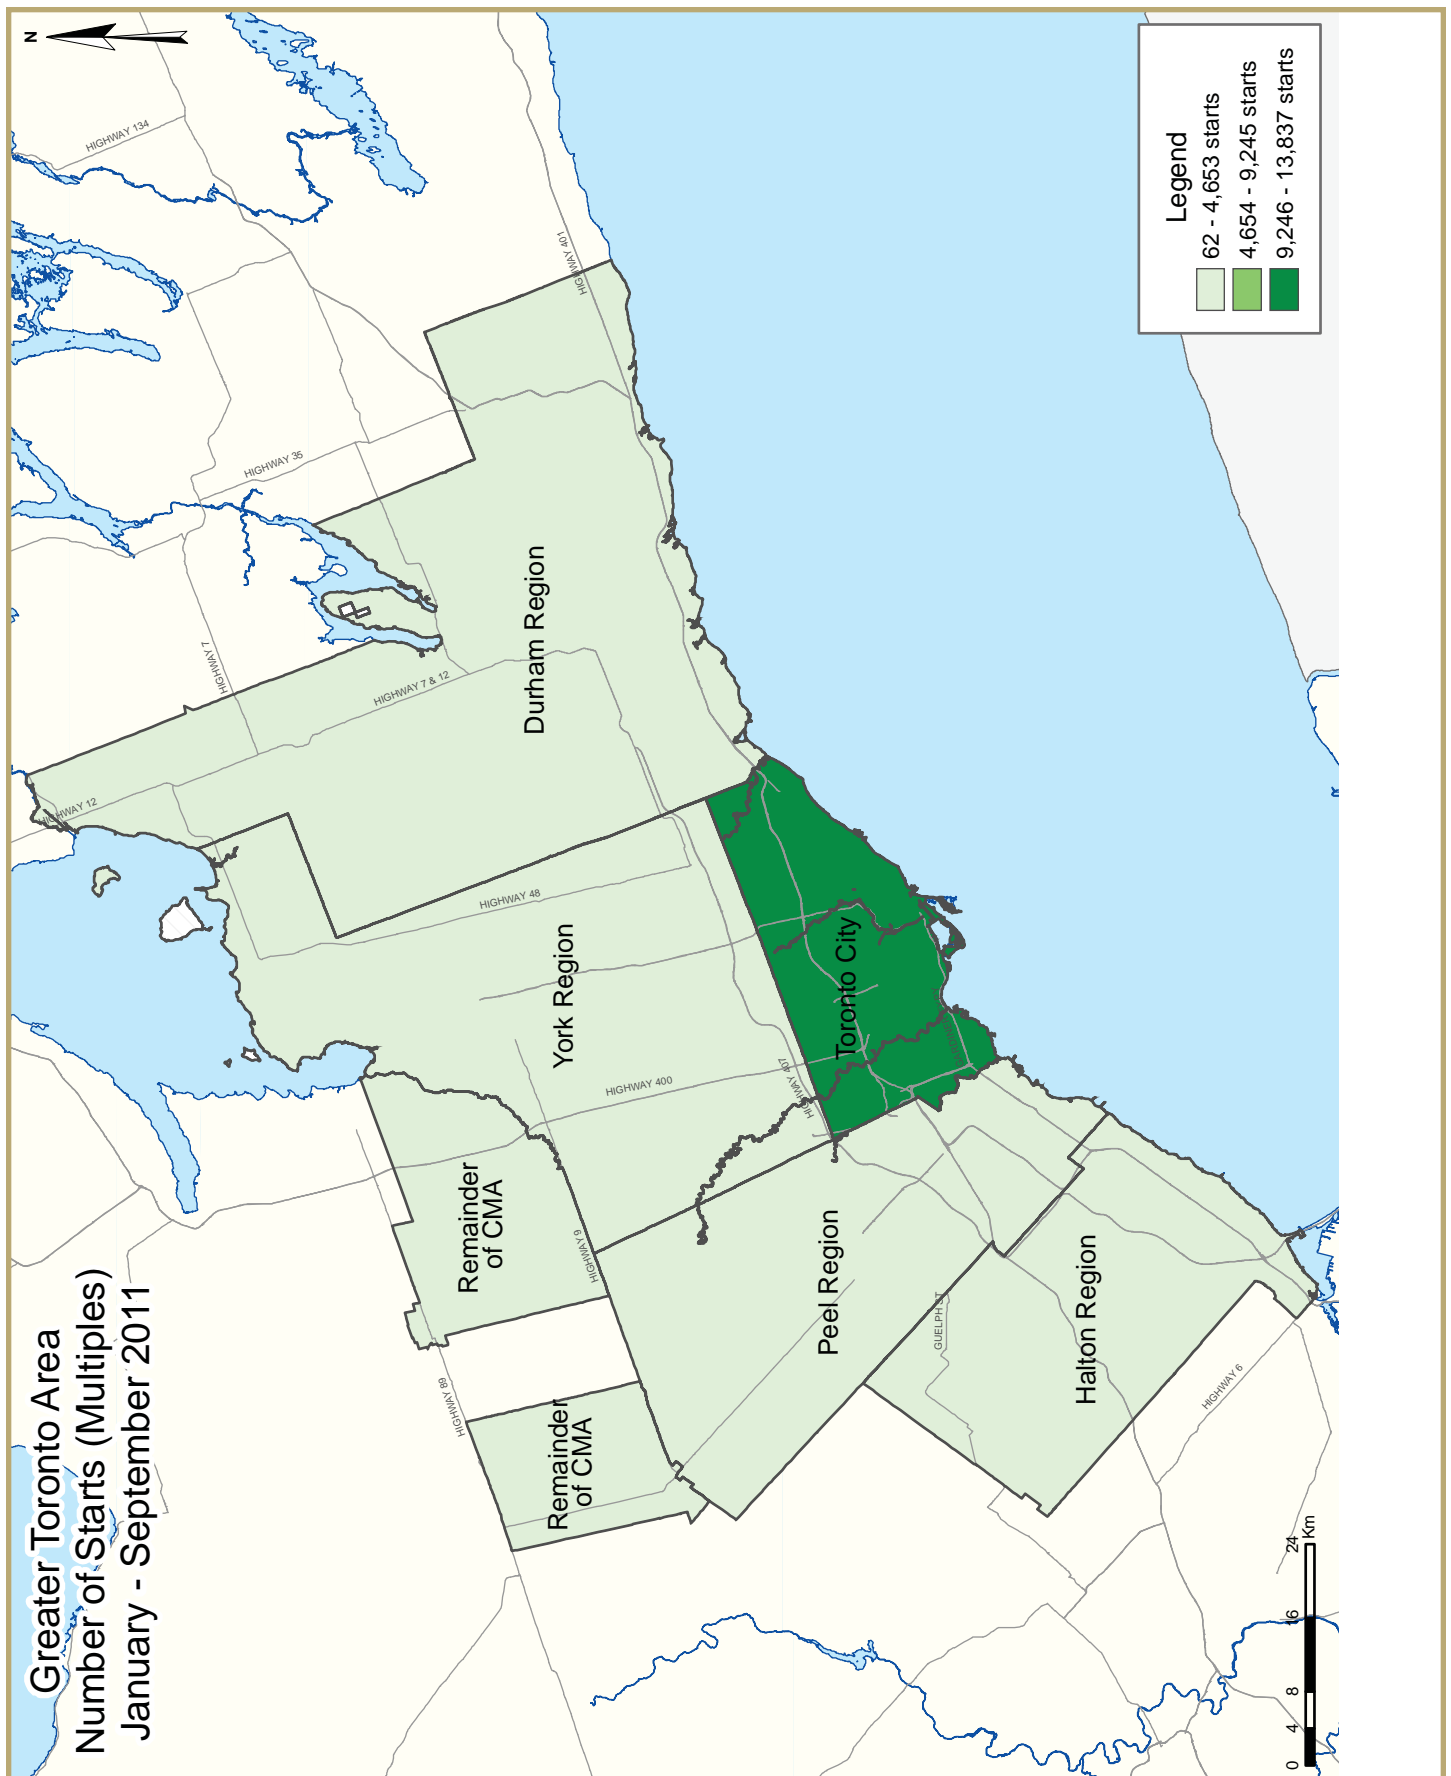 Greater Toronto Area
Number of Starts (Multiples)
January - September 2011
N
HIGHWAY 134
HIGHWAY 35
HIGHWAY 401
HIGHWAY 7
HIGHWAY 7 & 12
HIGHWAY 12
HIGHWAY 48
HIGHWAY 400
HIGHWAY 407
HIGHWAY 9
HIGHWAY 89
GUELPH ST
HIGHWAY 6
Durham Region
York Region
Toronto City
Remainder
of CMA
Remainder
of CMA
Peel Region
Halton Region
Legend
62 - 4,653 starts
4,654 - 9,245 starts
9,246 - 13,837 starts
0 4 8 16 24
Km